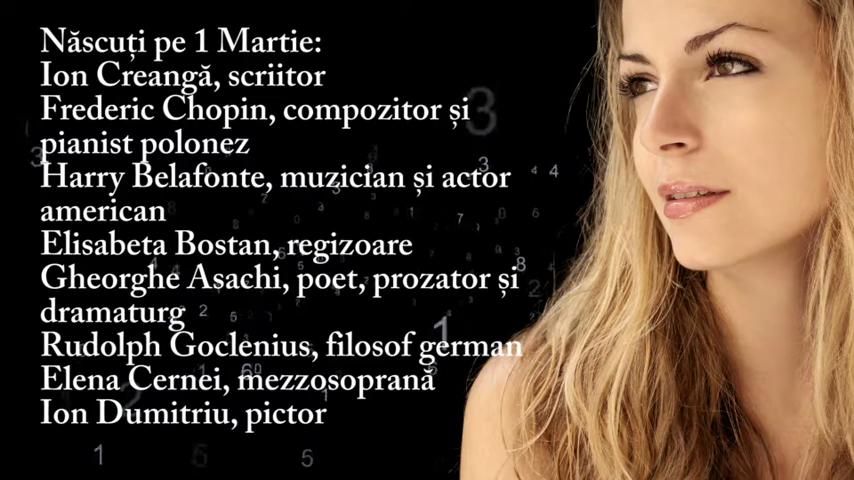 Născuți pe 1 Martie:
Ion Creangă, scriitor
Frederic Chopin, compozitor și
pianist polonez
Harry Belafonte, muzician și actor
american
Elisabeta Bostan, regizoare
Gheorghe Asachi, poet, prozator și
dramaturg
Rudolph Goclenius, filosof german
Elena Cernei, mezzosoprană
Ion Dumitriu, pictor